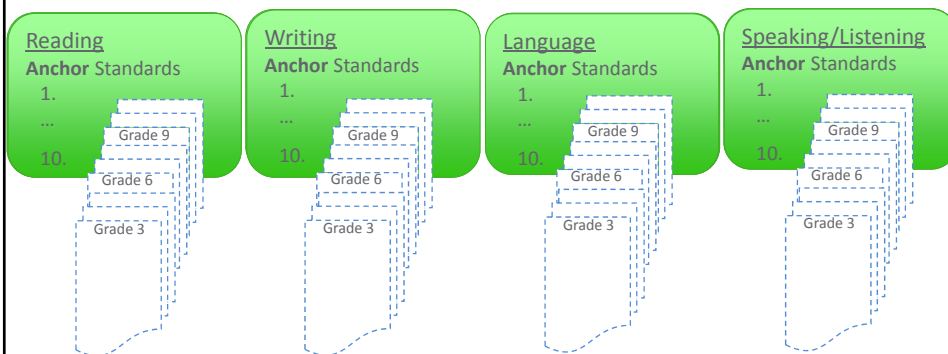 Reading
Anchor Standards
1.
...
10.
Grade 9
Grade 6
Grade 3
Writing
Anchor Standards
1.
...
10.
Grade 9
Grade 6
Grade 3
Language
Anchor Standards
1.
...
10.
Grade 9
Grade 6
Grade 3
Speaking/Listening
Anchor Standards
1.
...
10.
Grade 9
Grade 6
Grade 3